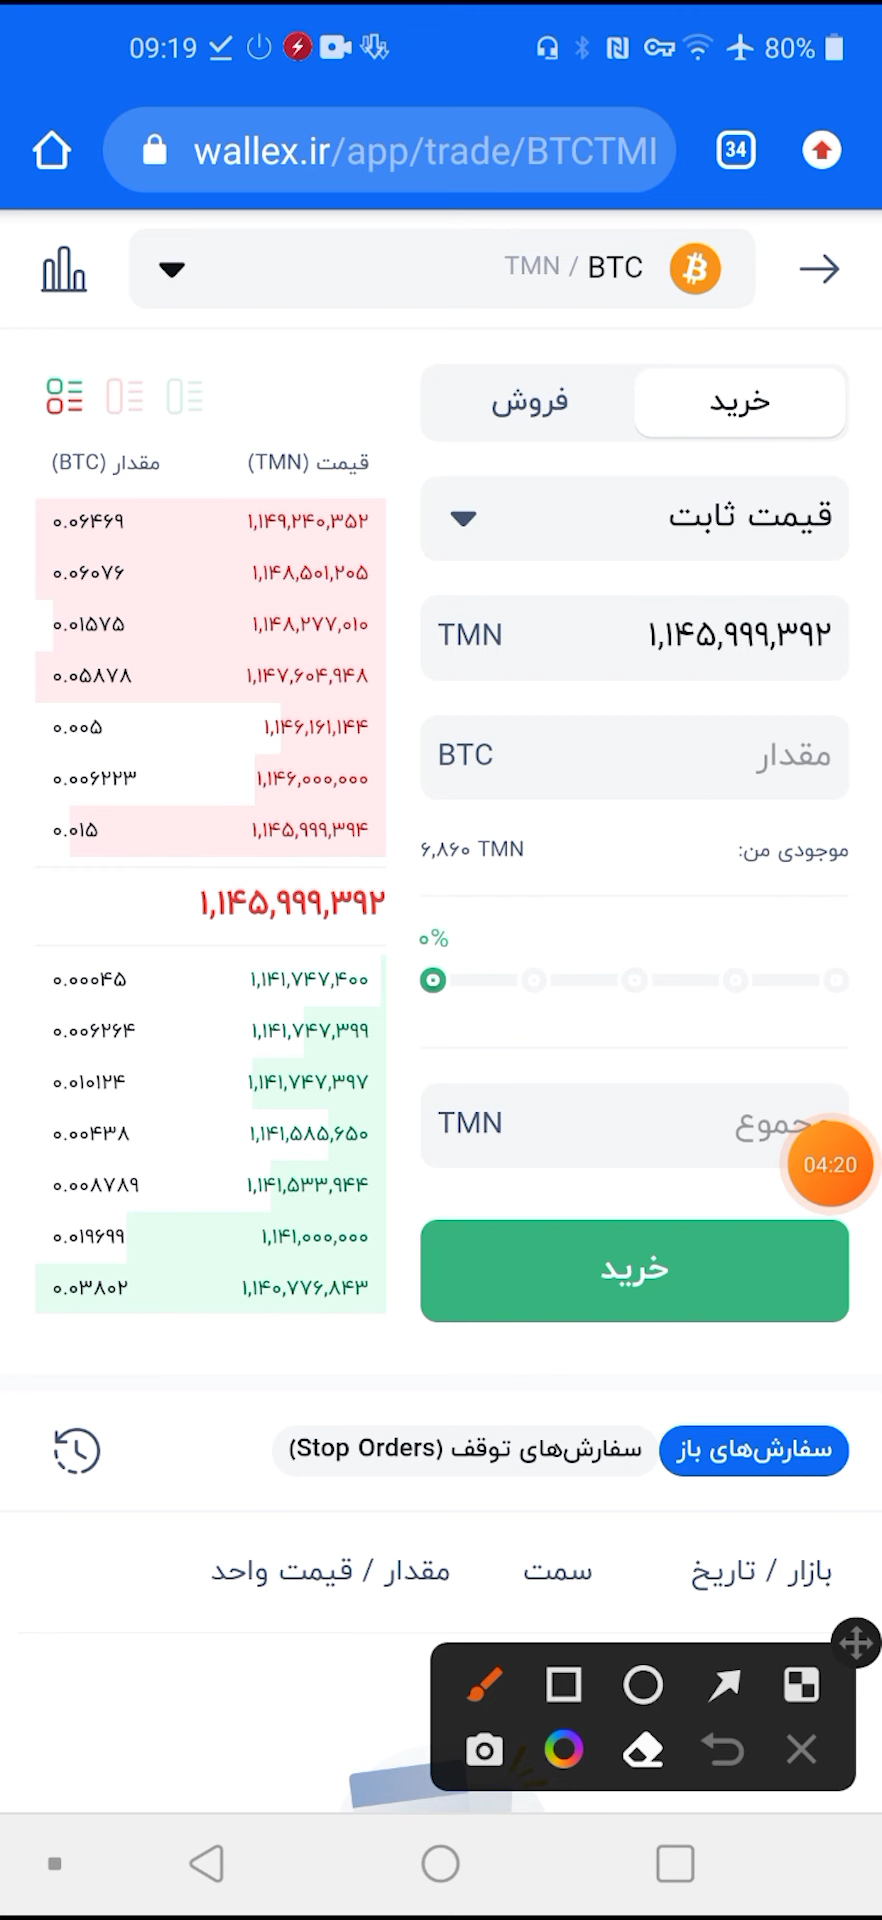 09:19
80%
wallex.ir/app/trade/BTCTM
34
TMN / BTC
خرید
فروش
قیمت ثابت
TMN ۱,۱۴۵,۹۹۹,۳۹۲
BTC مقدار
موجودی من: ۶,۸۶۰ TMN
۰%
TMN
04:20
خرید
قیمت (TMN) مقدار (BTC)
۱,۱۴۹,۲۴۰,۳۵۲ ۰.۰۶۴۶۹
۱,۱۴۸,۵۰۱,۲۰۵ ۰.۰۶۰۷۶
۱,۱۴۸,۲۷۷,۰۱۰ ۰.۰۱۵۷۵
۱,۱۴۷,۶۰۴,۹۴۸ ۰.۰۵۸۷۸
۱,۱۴۶,۱۶۱,۱۴۴ ۰.۰۰۵
۱,۱۴۶,۰۰۰,۰۰۰ ۰.۰۰۶۲۲۳
۱,۱۴۵,۹۹۹,۳۹۴ ۰.۰۱۵
۱,۱۴۵,۹۹۹,۳۹۲
۱,۱۴۱,۷۴۷,۴۰۰ ۰.۰۰۰۴۵
۱,۱۴۱,۷۴۷,۳۹۹ ۰.۰۰۶۲۶۴
۱,۱۴۱,۷۴۷,۳۹۷ ۰.۰۱۰۱۲۴
۱,۱۴۱,۵۸۵,۶۵۰ ۰.۰۰۴۳۸
۱,۱۴۱,۵۳۳,۹۴۴ ۰.۰۰۸۷۸۹
۱,۱۴۱,۰۰۰,۰۰۰ ۰.۰۱۹۶۹۹
۱,۱۴۰,۷۷۶,۸۴۳ ۰.۰۳۸۰۲
سفارش‌های باز
سفارش‌های توقف (Stop Orders)
بازار / تاریخ سمت مقدار / قیمت واحد